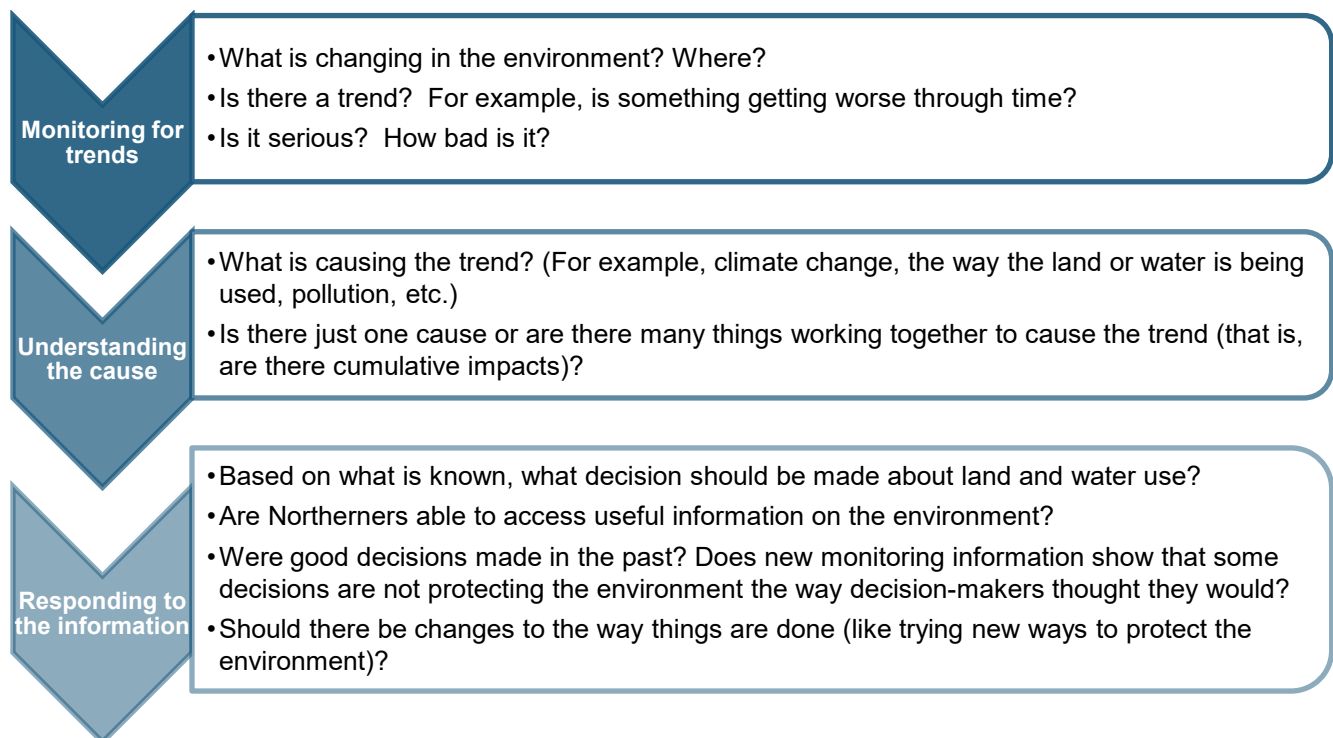 Monitoring for
trends
•What is changing in the environment? Where?
•Is there a trend?  For example, is something getting worse through time?
•Is it serious?  How bad is it?
Understanding
the cause
•What is causing the trend? (For example, climate change, the way the land or water is being
used, pollution, etc.)
•Is there just one cause or are there many things working together to cause the trend (that is,
are there cumulative impacts)?
Responding to
the information
•Based on what is known, what decision should be made about land and water use?
•Are Northerners able to access useful information on the environment?
•Were good decisions made in the past? Does new monitoring information show that some
decisions are not protecting the environment the way decision-makers thought they would?
•Should there be changes to the way things are done (like trying new ways to protect the
environment)?